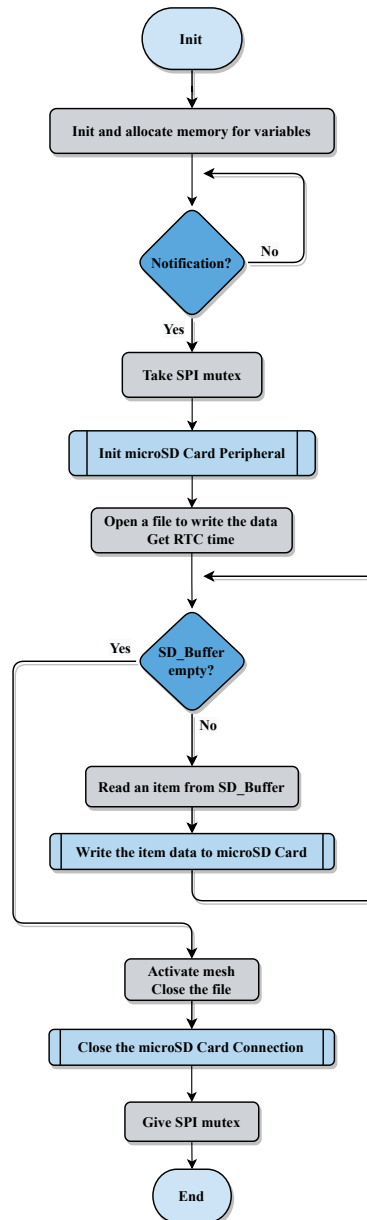 Init
Init and allocate memory for variables
Notification?
No
Yes
Take SPI mutex
Init microSD Card Peripheral
Open a file to write the data
Get RTC time
Yes
SD_Buffer
empty?
No
Read an item from SD_Buffer
Write the item data to microSD Card
Activate mesh
Close the file
Close the microSD Card Connection
Give SPI mutex
End